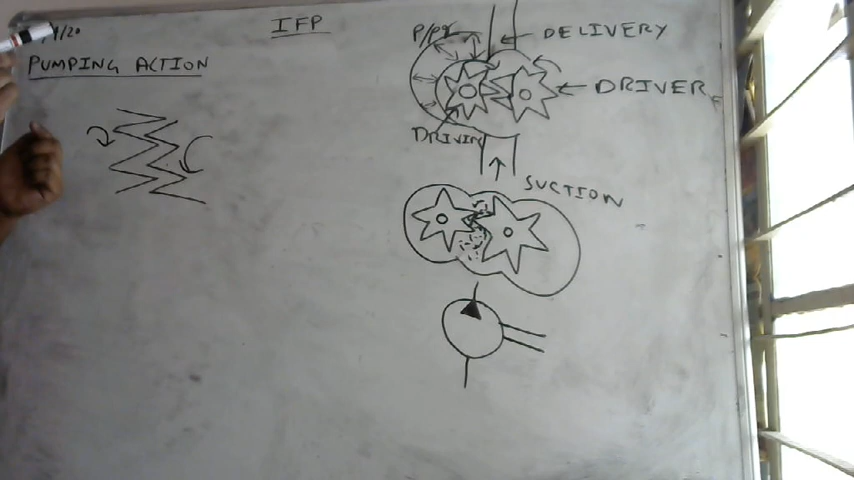 IFP
PUMPING ACTION
DELIVERY
DRIVER
DRIVIN
SUCTION